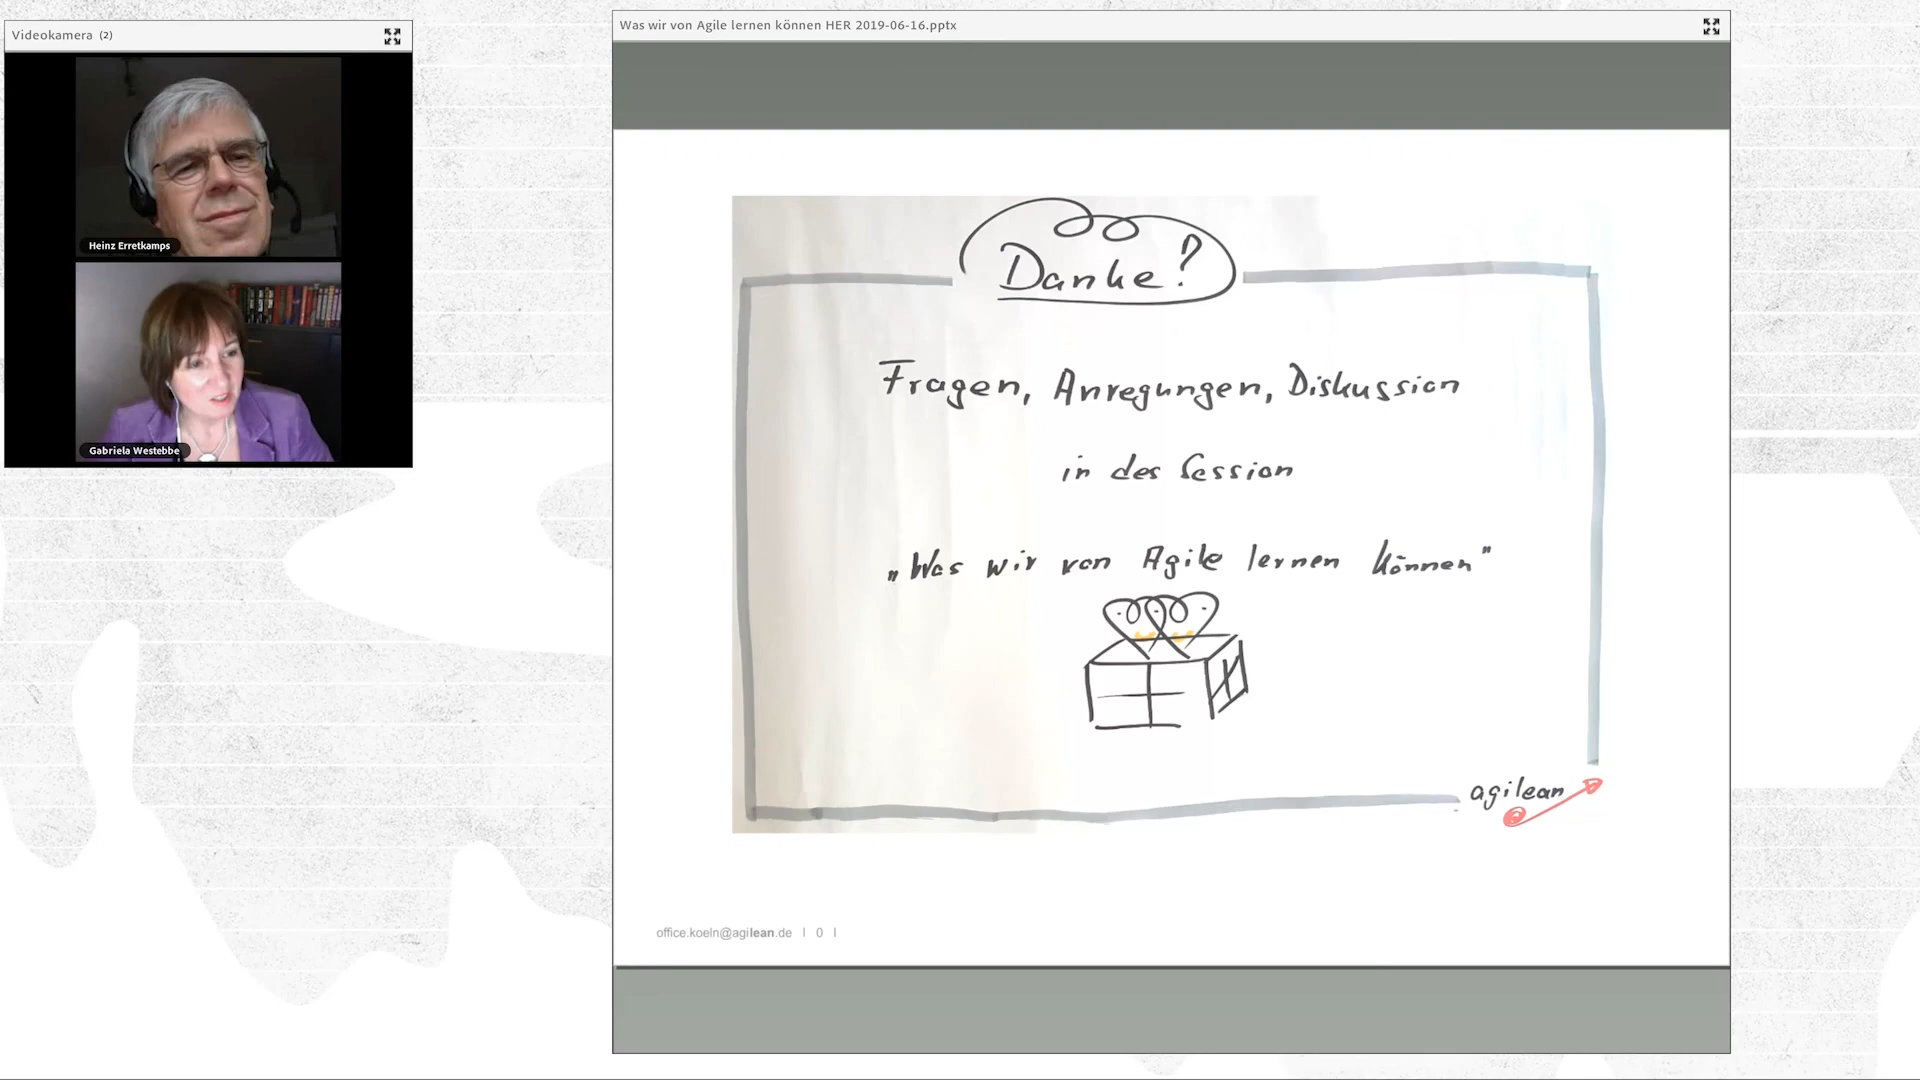 Videokamera (2)
Heinz Erretkamps
Gabriela Westebbe
Was wir von Agile lernen können HER 2019-06-16.pptx
Danke?
Fragen, Anregungen, Diskussion
in der Session
„Was wir von Agile lernen können"
agilean
office.koeln@agilean.de | 0 |